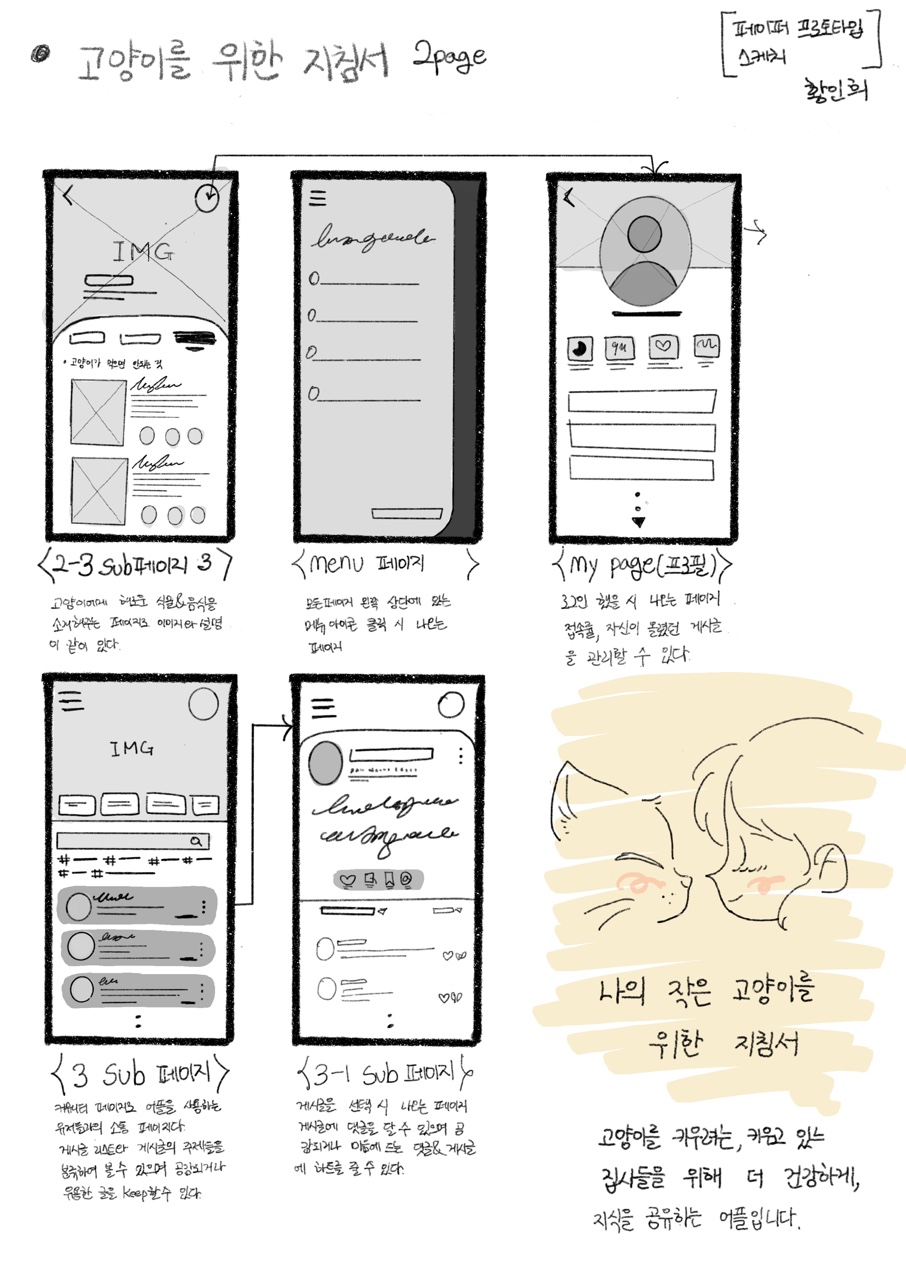 고양이를 위한 지침서 2page
[페이퍼 프로토타입
스케치]
황인희
IMG
• 고양이가 먹으면 안되는 것
<2-3 Sub페이지 3>
고양이에게 해로운 식물&음식을
소개해주는 페이지로 이미지와 설명
이 같이 있다.
<menu 페이지>
모든페이지 왼쪽 상단에 있는
메뉴 아이콘 클릭 시 나오는
페이지
<My page(프로필)>
로그인 했을 시 나오는 페이지
접속률, 자신이 올렸던 게시글
을 관리할 수 있다.
IMG
# # # #
# #
<3 Sub 페이지>
커뮤니티 페이지로 어플을 사용하는
유저들과의 소통 페이지다.
게시글 리스트와 게시글의 주제들을
분류하여 볼 수 있으며 공감되거나
유용한 글을 keep할 수 있다.
<3-1 Sub 페이지>
게시글을 선택 시 나오는 페이지
게시글에 댓글을 달 수 있으며 공
감되거나 마음에 드는 댓글&게시글
에 하트를 줄 수 있다.
나의 작은 고양이를
위한 지침서
고양이를 키우려는, 키우고 있는
집사들을 위해 더 건강하게,
지식을 공유하는 어플입니다.